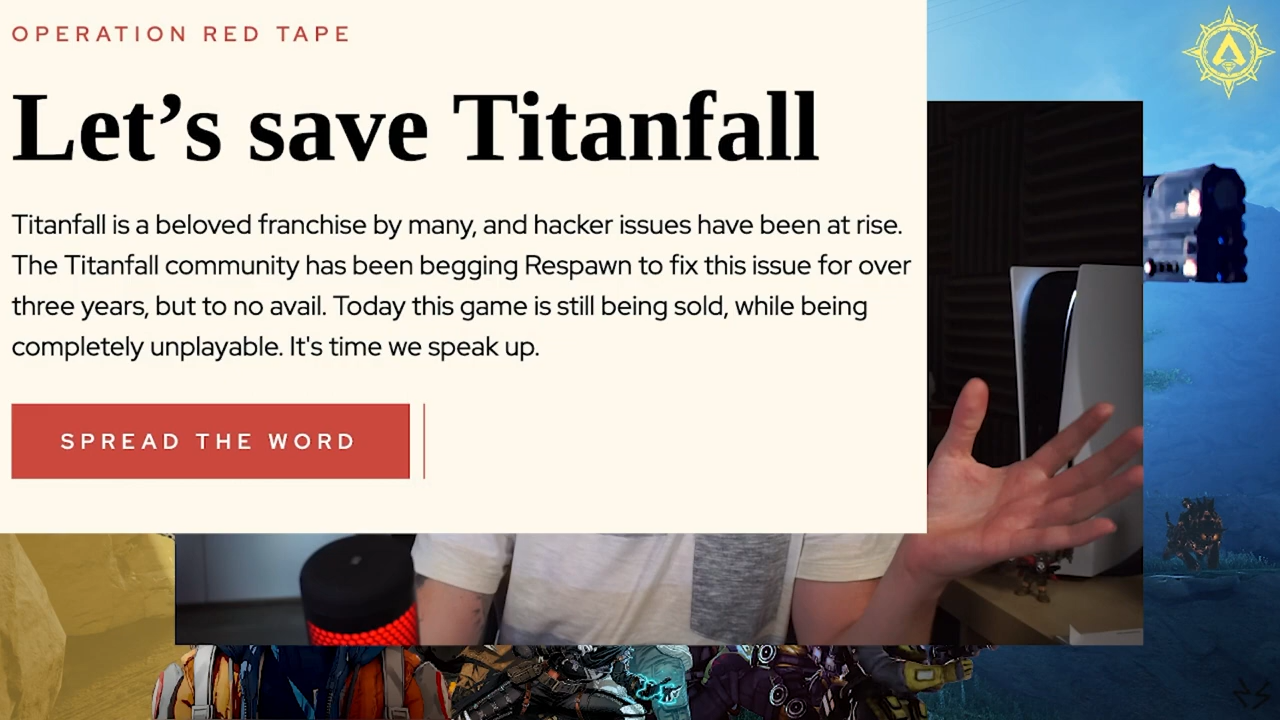 OPERATION RED TAPE
Let’s save Titanfall
Titanfall is a beloved franchise by many, and hacker issues have been at rise.
The Titanfall community has been begging Respawn to fix this issue for over
three years, but to no avail. Today this game is still being sold, while being
completely unplayable. It's time we speak up.
SPREAD THE WORD